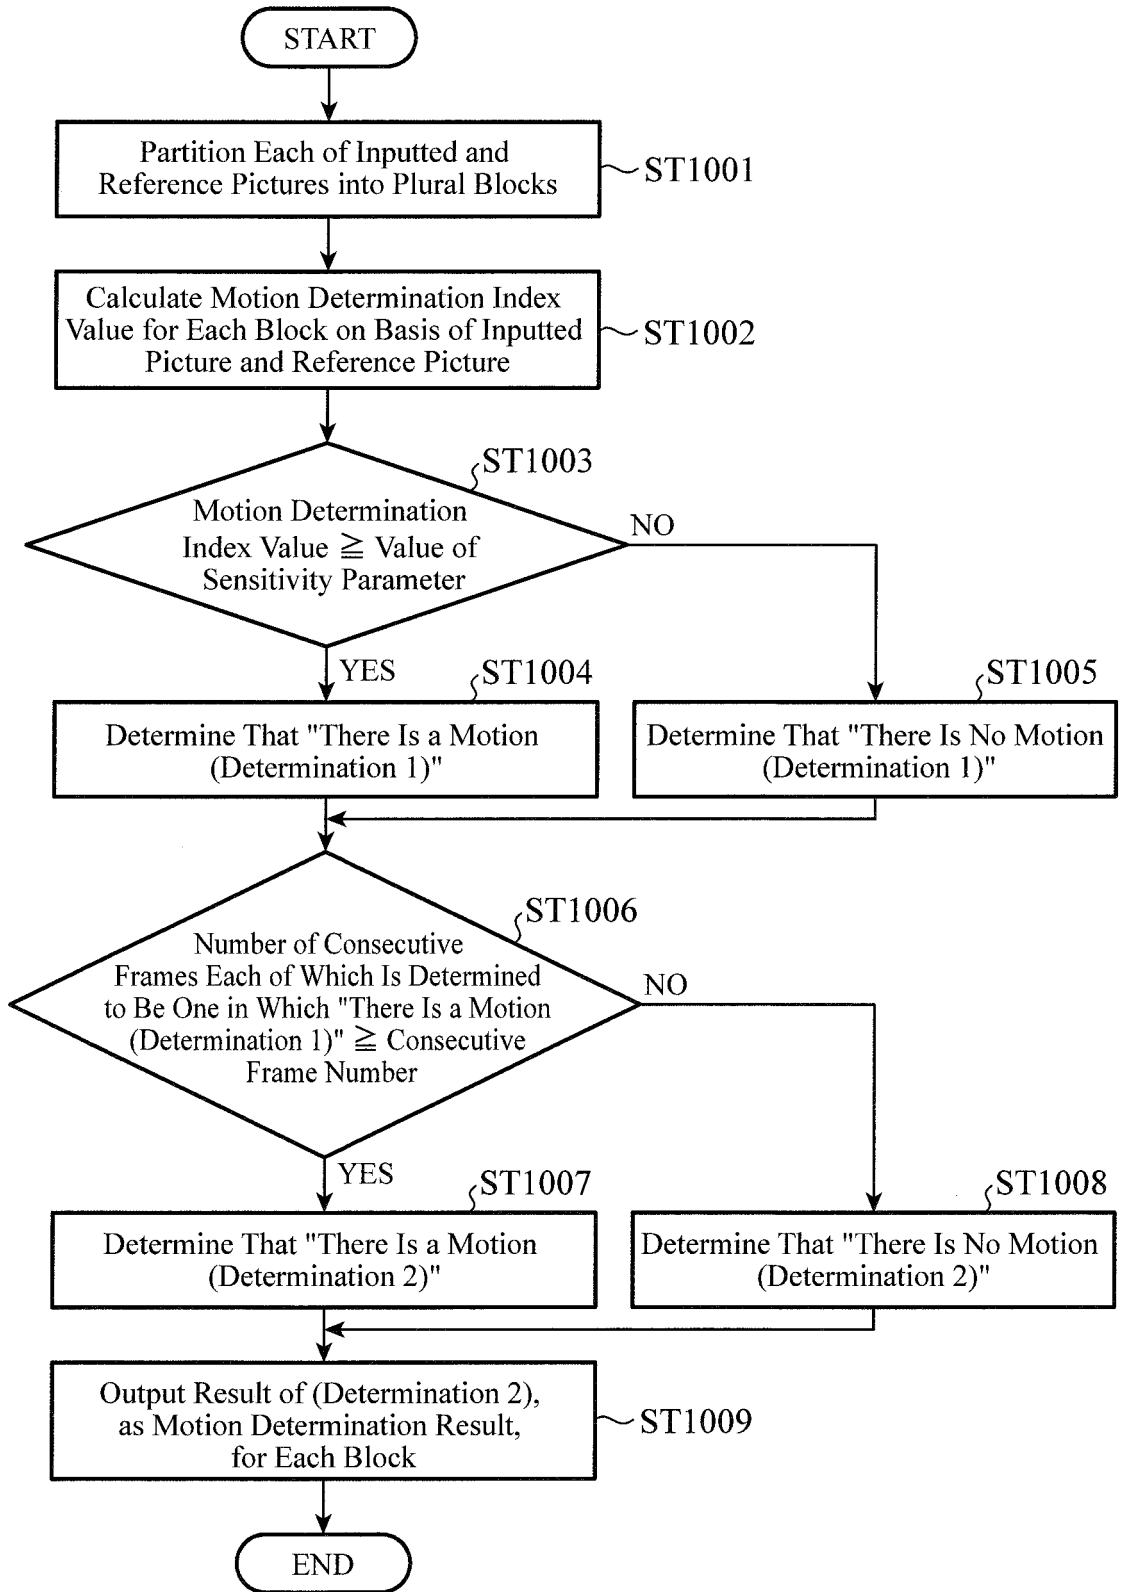 START
Partition Each of Inputted and
Reference Pictures into Plural Blocks
ST1001
Calculate Motion Determination Index
Value for Each Block on Basis of Inputted
Picture and Reference Picture
ST1002
ST1003
Motion Determination
Index Value ≧ Value of
Sensitivity Parameter
NO
YES
ST1004
Determine That "There Is a Motion
(Determination 1)"
ST1005
Determine That "There Is No Motion
(Determination 1)"
ST1006
Number of Consecutive
Frames Each of Which Is Determined
to Be One in Which "There Is a Motion
(Determination 1)" ≧ Consecutive
Frame Number
NO
YES
ST1007
Determine That "There Is a Motion
(Determination 2)"
ST1008
Determine That "There Is No Motion
(Determination 2)"
Output Result of (Determination 2),
as Motion Determination Result,
for Each Block
ST1009
END